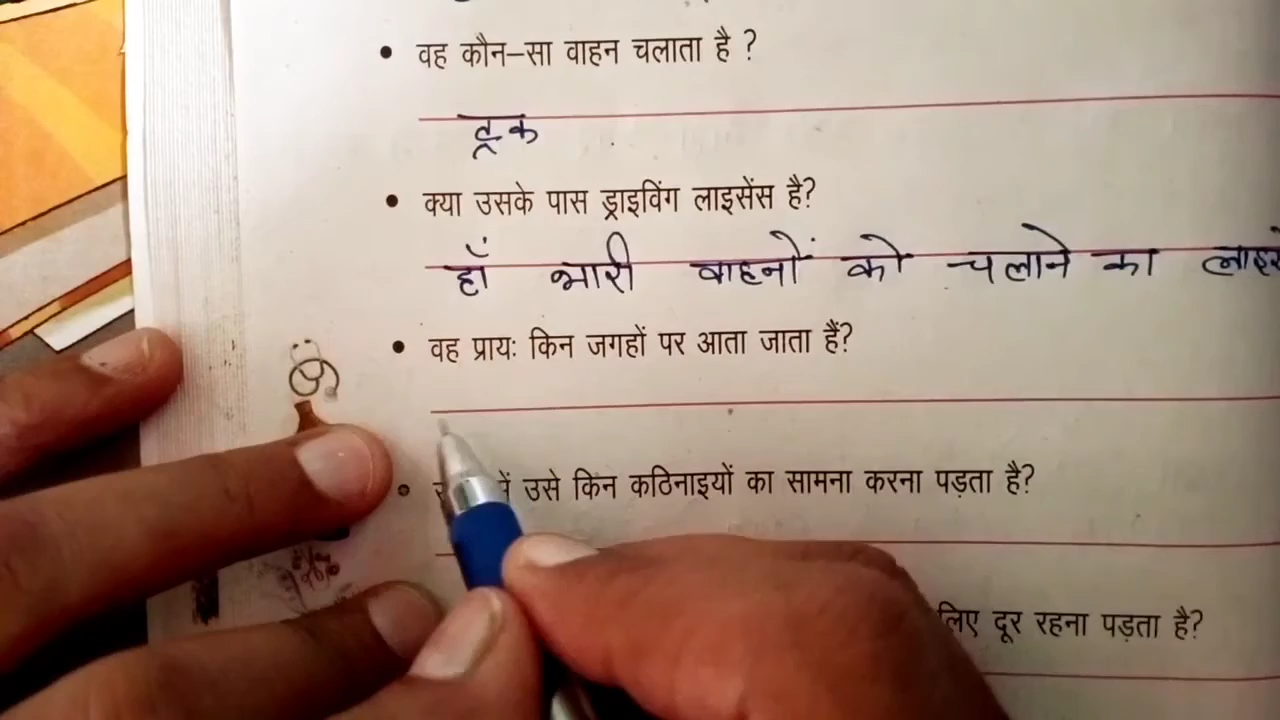 • वह कौन–सा वाहन चलाता है ?
ट्रक
• क्या उसके पास ड्राइविंग लाइसेंस है?
हाँ भारी वाहनों को चलाने का
• वह प्रायः किन जगहों पर आता जाता हैं?
• में उसे किन कठिनाइयों का सामना करना पड़ता है?
लिए दूर रहना पड़ता है?